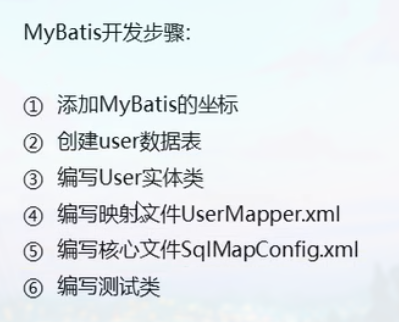 MyBatis开发步骤:
① 添加MyBatis的坐标
② 创建user数据表
③ 编写User实体类
④ 编写映射文件UserMapper.xml
⑤ 编写核心文件SqlMapConfig.xml
⑥ 编写测试类